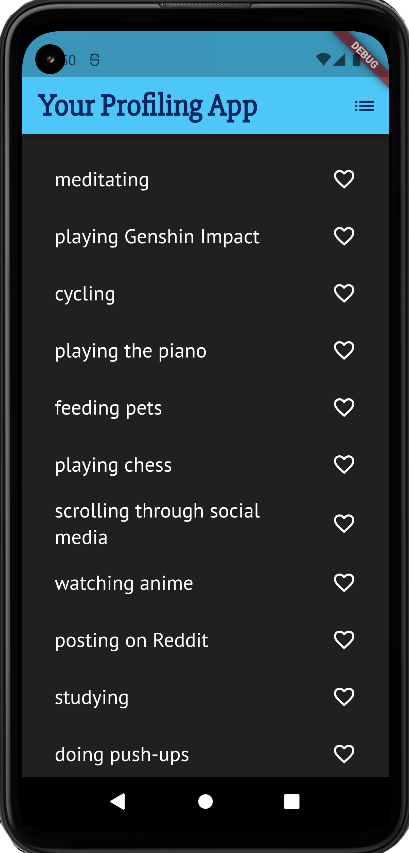 DEBUG
Your Profiling App
meditating
playing Genshin Impact
cycling
playing the piano
feeding pets
playing chess
scrolling through social
media
watching anime
posting on Reddit
studying
doing push-ups